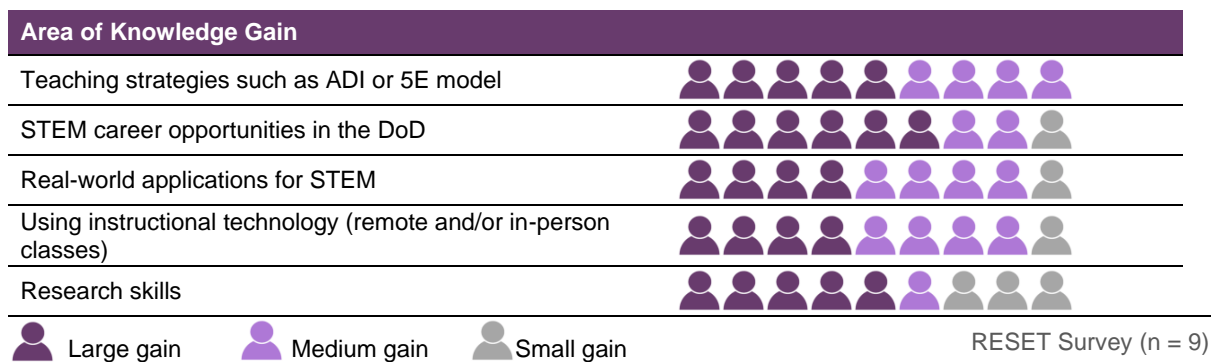 Area of Knowledge Gain
Teaching strategies such as ADI or 5E model
STEM career opportunities in the DoD
Real-world applications for STEM
Using instructional technology (remote and/or in-person
classes)
Research skills
Large gain Medium gain Small gain RESET Survey (n = 9)